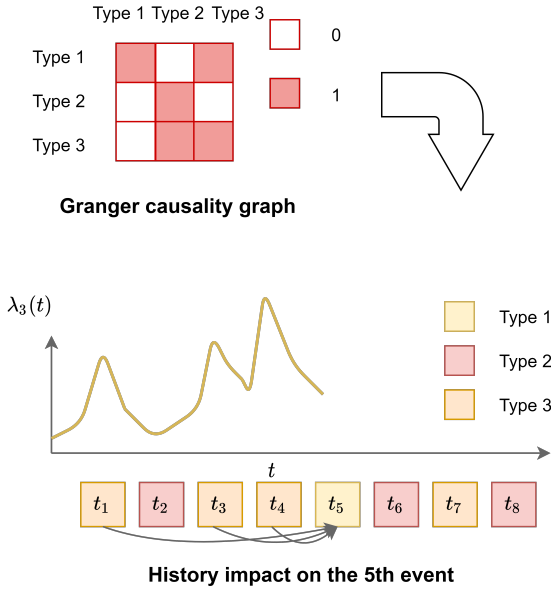 Type 1 Type 2 Type 3
0
Type 1
Type 2
1
Type 3
Granger causality graph
λ₃(t)
Type 1
Type 2
Type 3
t
t₁ t₂ t₃ t₄ t₅ t₆ t₇ t₈
History impact on the 5th event